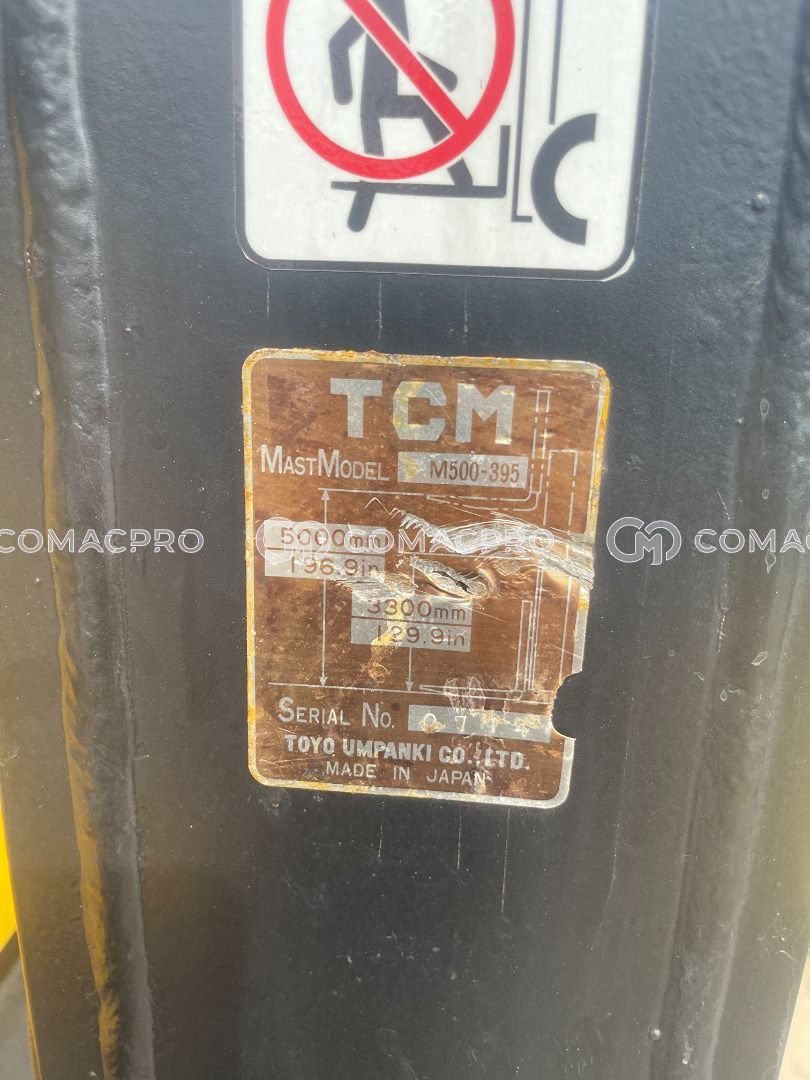 TCM
MAST MODEL M500-395
COMACPRO COMACPRO
5000mm
196.9in
3300mm
129.9in
SERIAL NO.
TOYO UMPANKI CO.,LTD.
MADE IN JAPAN